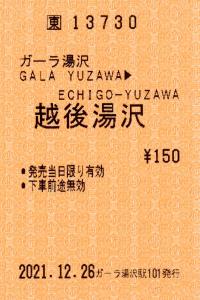 東 13730
ガーラ湯沢
GALA YUZAWA▶
ECHIGO-YUZAWA
越後湯沢
¥150
•発売当日限り有効
•下車前途無効
2021.12.26ガーラ湯沢駅101発行